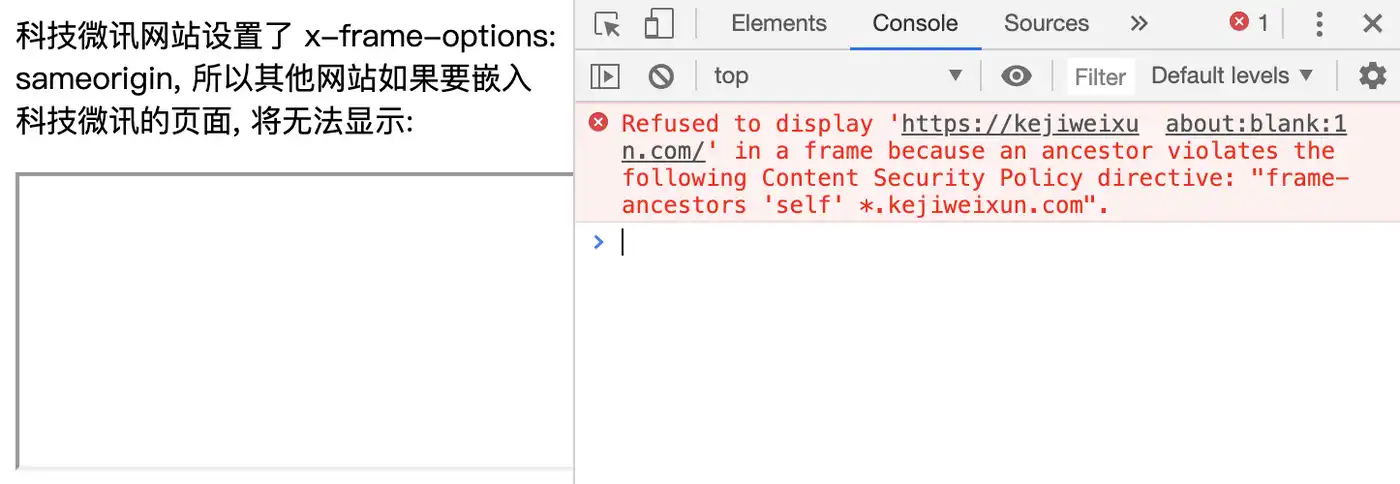 科技微讯网站设置了 x-frame-options:
sameorigin, 所以其他网站如果要嵌入
科技微讯的页面, 将无法显示:
Elements Console Sources 1
top Filter Default levels
Refused to display 'https://kejiweixu about:blank:1
n.com/' in a frame because an ancestor violates the
following Content Security Policy directive: "frame-
ancestors 'self' *.kejiweixun.com".